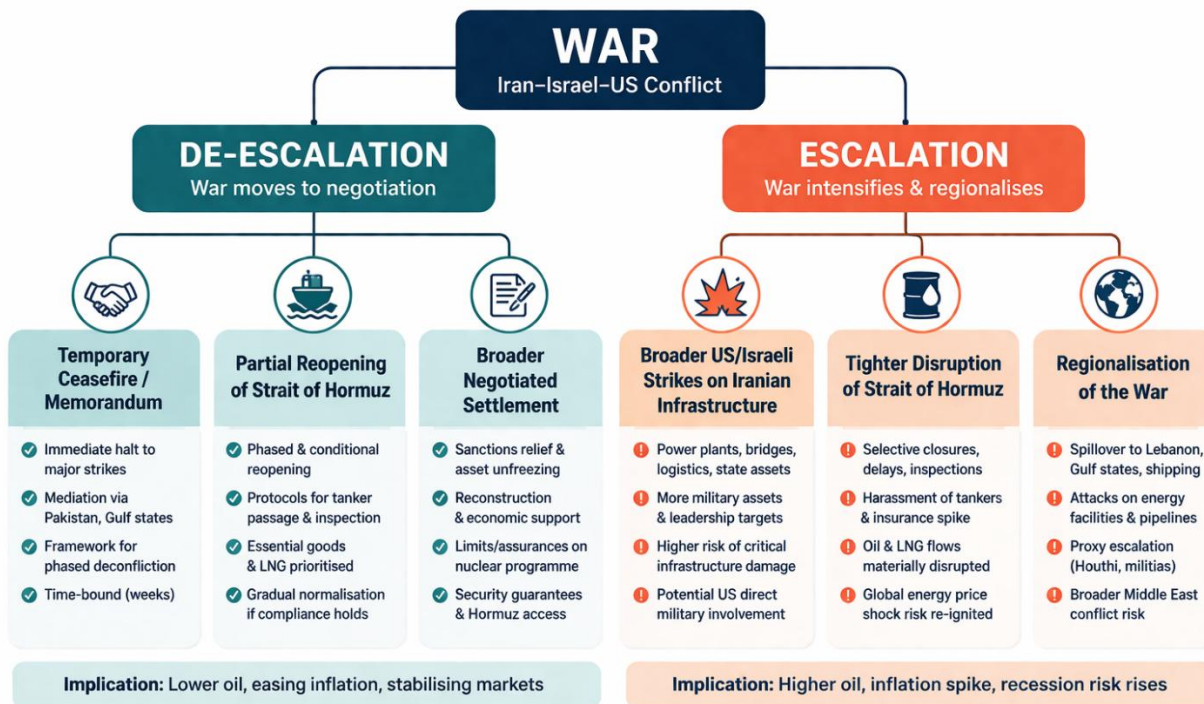 WAR
Iran–Israel–US Conflict
DE-ESCALATION
War moves to negotiation
ESCALATION
War intensifies & regionalises
Temporary
Ceasefire /
Memorandum
Immediate halt to
major strikes
Mediation via
Pakistan, Gulf states
Framework for
phased deconfliction
Time-bound (weeks)
Partial Reopening
of Strait of Hormuz
Phased & conditional
reopening
Protocols for tanker
passage & inspection
Essential goods
& LNG prioritised
Gradual normalisation
if compliance holds
Broader
Negotiated
Settlement
Sanctions relief &
asset unfreezing
Reconstruction
& economic support
Limits/assurances on
nuclear programme
Security guarantees
& Hormuz access
Broader US/Israeli
Strikes on Iranian
Infrastructure
Power plants, bridges,
logistics, state assets
More military assets
& leadership targets
Higher risk of critical
infrastructure damage
Potential US direct
military involvement
Tighter Disruption
of Strait of Hormuz
Selective closures,
delays, inspections
Harassment of tankers
& insurance spike
Oil & LNG flows
materially disrupted
Global energy price
shock risk re-ignited
Regionalisation
of the War
Spillover to Lebanon,
Gulf states, shipping
Attacks on energy
facilities & pipelines
Proxy escalation
(Houthi, militias)
Broader Middle East
conflict risk
Implication: Lower oil, easing inflation, stabilising markets
Implication: Higher oil, inflation spike, recession risk rises